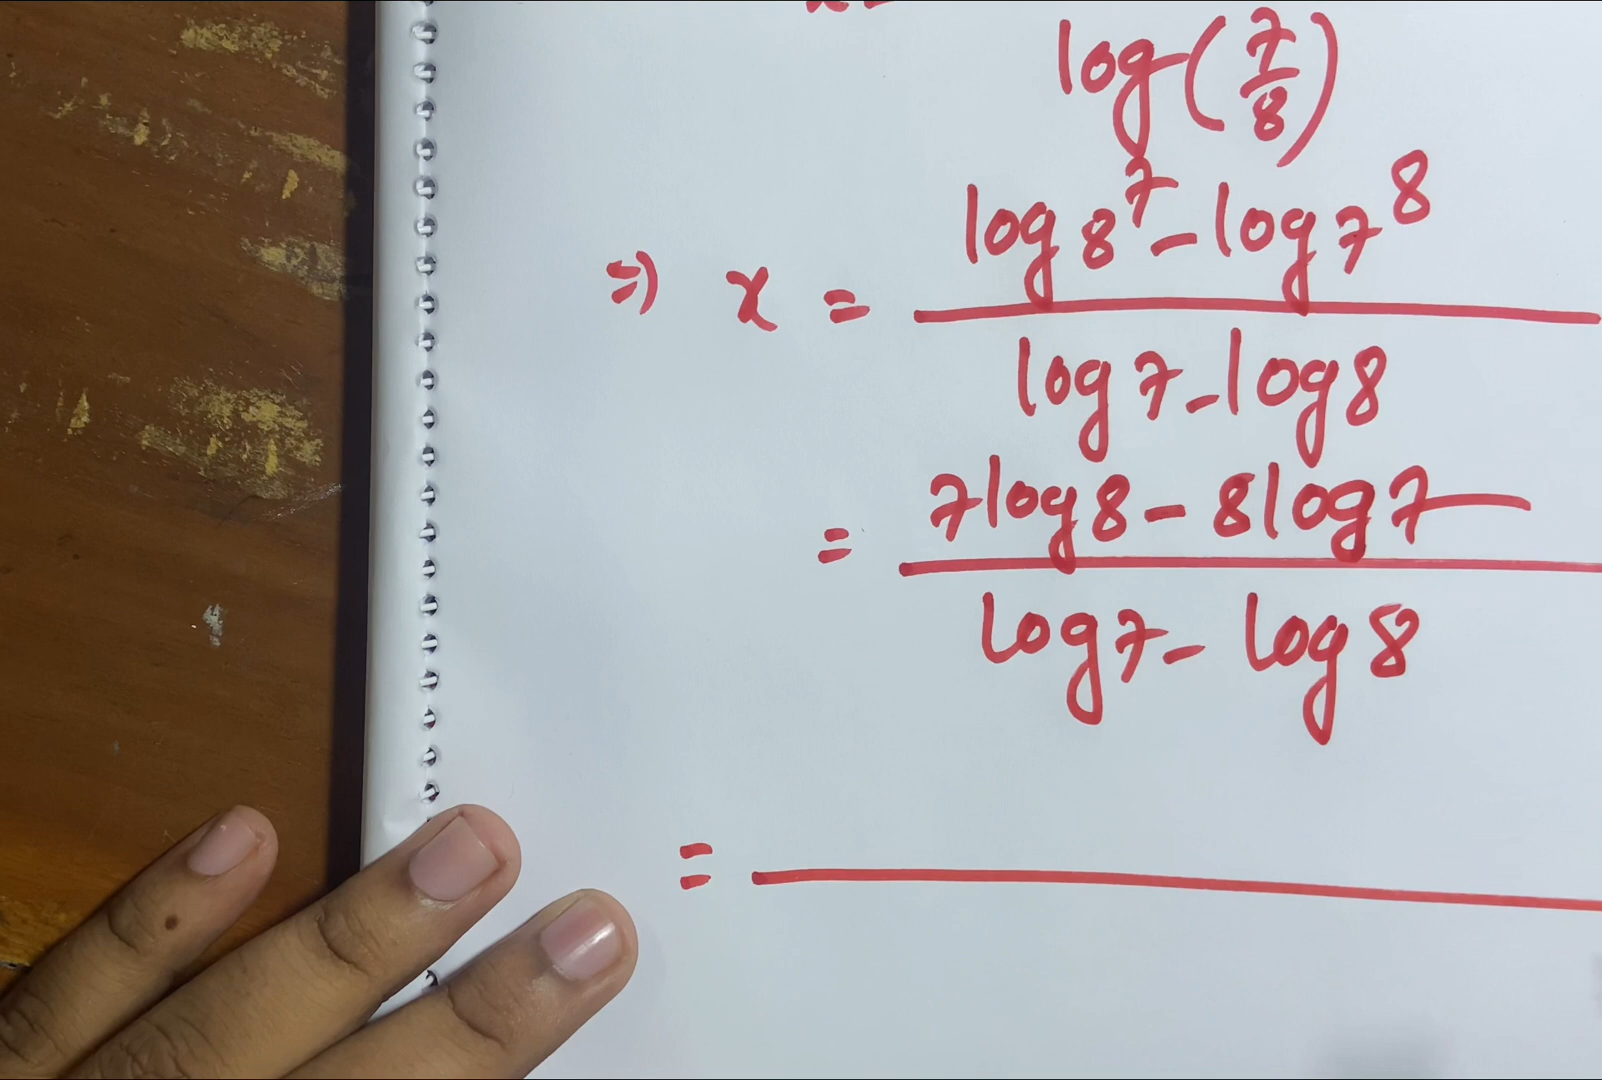 log(7/8)
=> x = (log 8^7 - log 7^8) / (log 7 - log 8)
= (7 log 8 - 8 log 7) / (log 7 - log 8)
=